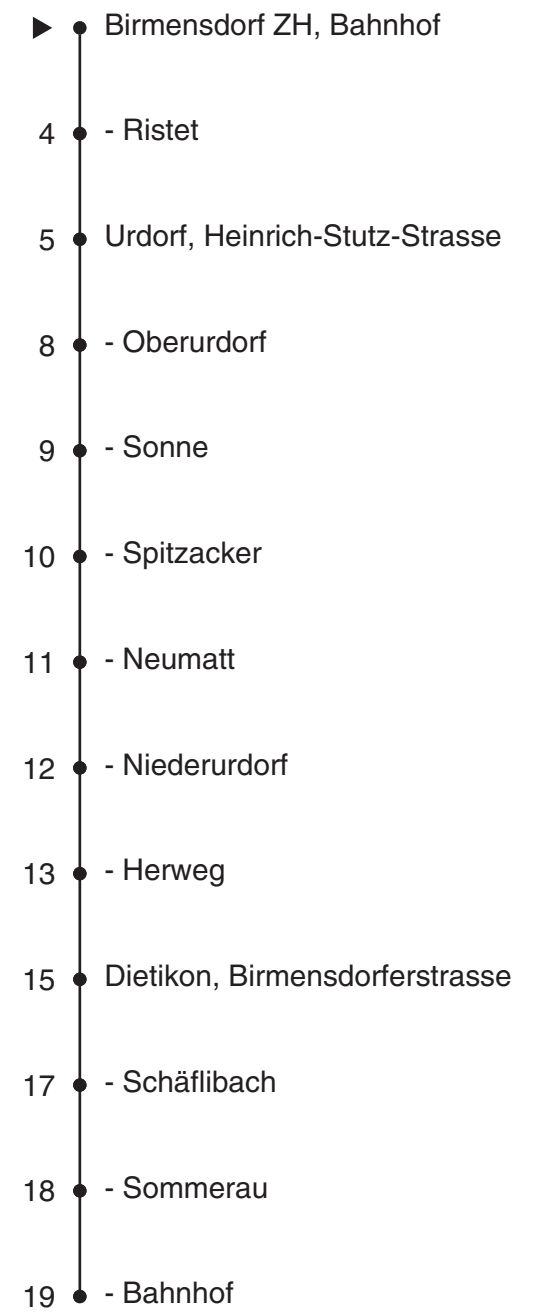 Birmensdorf ZH, Bahnhof
4 - Ristet
5 Urdorf, Heinrich-Stutz-Strasse
8 - Oberurdorf
9 - Sonne
10 - Spitzacker
11 - Neumatt
12 - Niederurdorf
13 - Herweg
15 Dietikon, Birmensdorferstrasse
17 - Schäflibach
18 - Sommerau
19 - Bahnhof